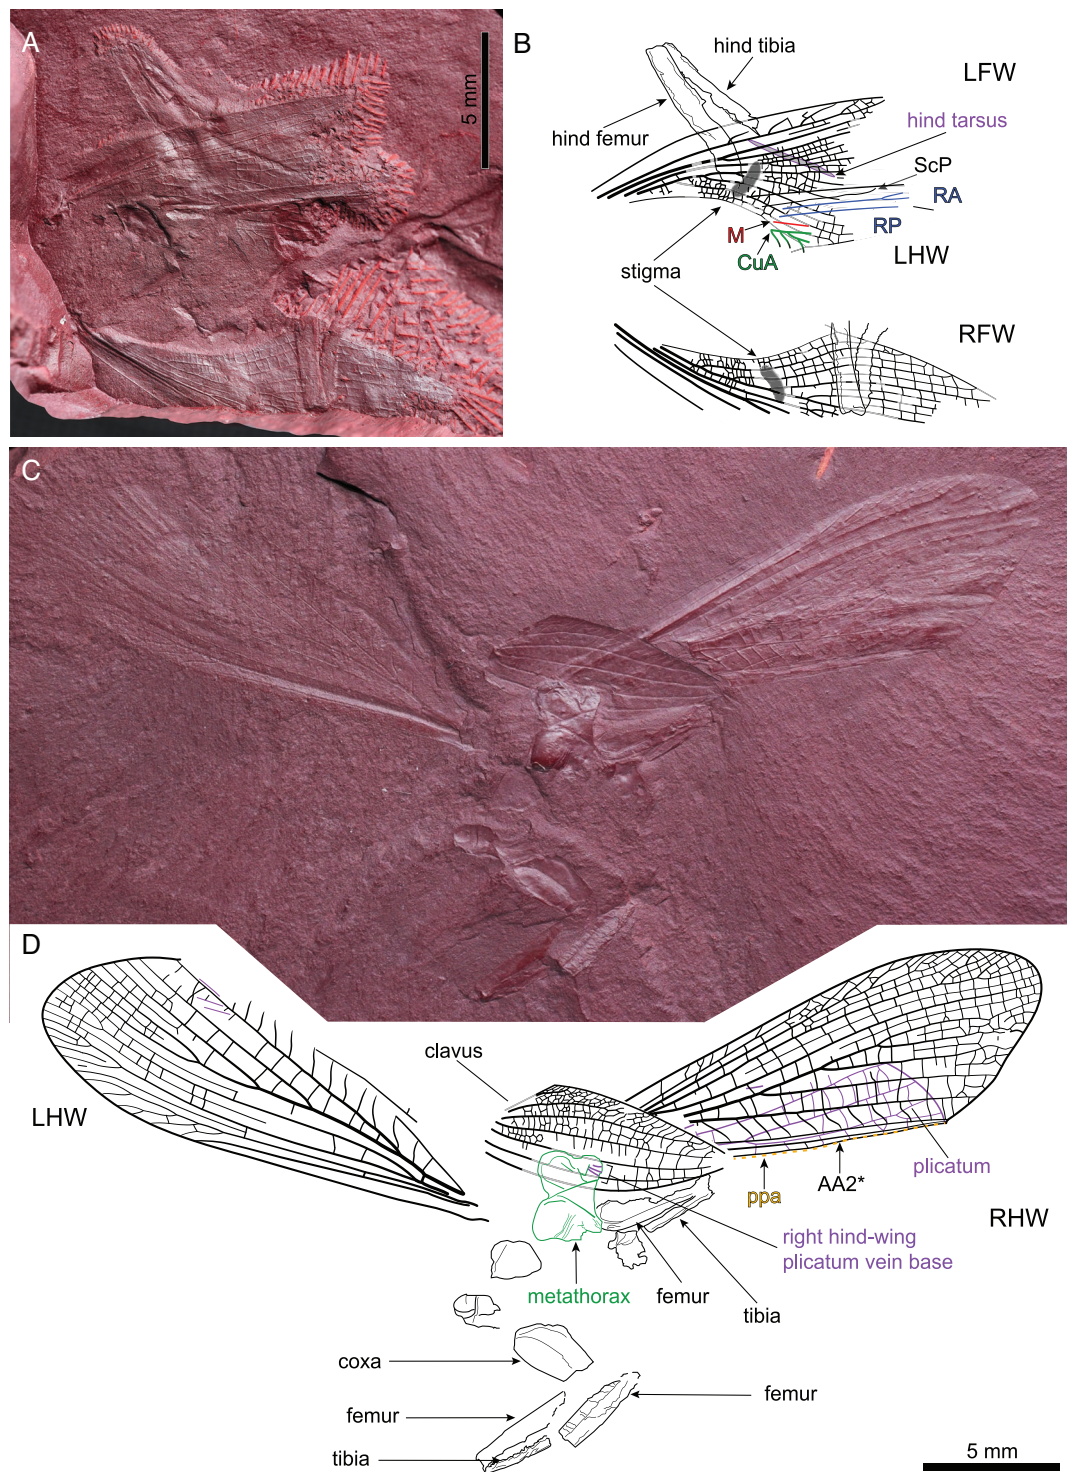 A
5 mm
B
hind tibia
LFW
hind femur
hind tarsus
ScP
RA
RP
M
CuA
LHW
stigma
RFW
C
D
clavus
LHW
plicatum
AA2*
ppa
RHW
right hind-wing
plicatum vein base
metathorax
femur
tibia
coxa
femur
femur
tibia
5 mm